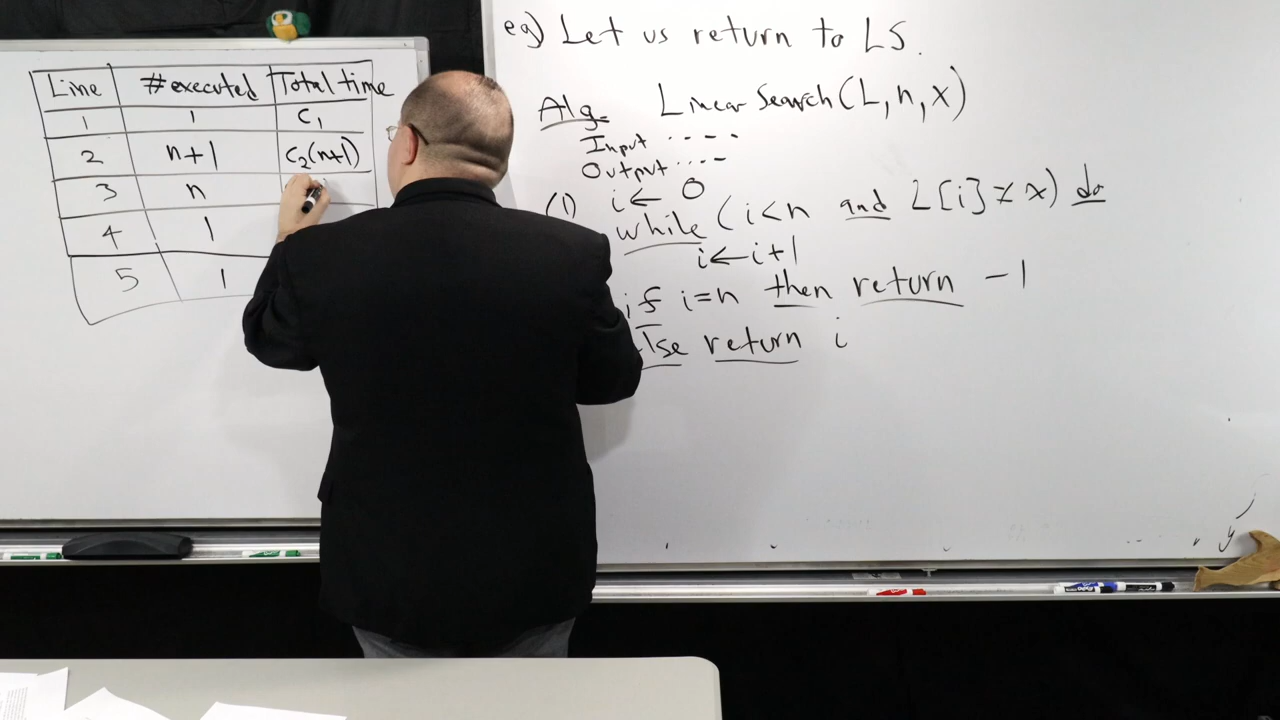 Line #executed Total time
1 1 C₁
2 n+1 C₂(n+1)
3 n
4 1
5 1
eg) Let us return to LS.
Alg. Linear Search(L, n, x)
Input ....
Output ....
(1) i ← 0
while (i<n and L[i] ≠ x) do
i ← i+1
if i=n then return -1
else return i